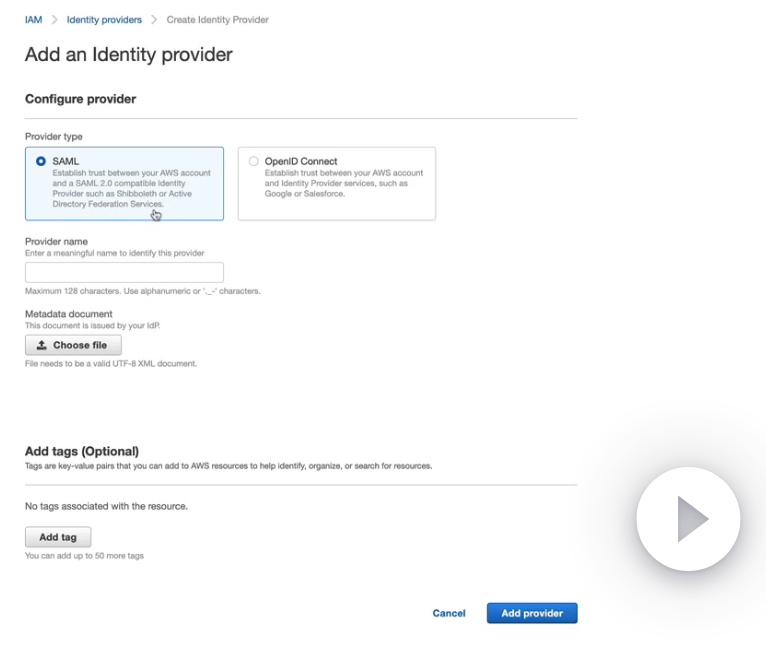 IAM > Identity providers > Create Identity Provider
Add an Identity provider
Configure provider
Provider type
SAML
Establish trust between your AWS account
and a SAML 2.0 compatible Identity
Provider such as Shibboleth or Active
Directory Federation Services.
OpenID Connect
Establish trust between your AWS account
and Identity Provider services, such as
Google or Salesforce.
Provider name
Enter a meaningful name to identify this provider
Maximum 128 characters. Use alphanumeric or '._-' characters.
Metadata document
This document is issued by your IdP.
Choose file
File needs to be a valid UTF-8 XML document.
Add tags (Optional)
Tags are key-value pairs that you can add to AWS resources to help identify, organize, or search for resources.
No tags associated with the resource.
Add tag
You can add up to 50 more tags
Cancel
Add provider